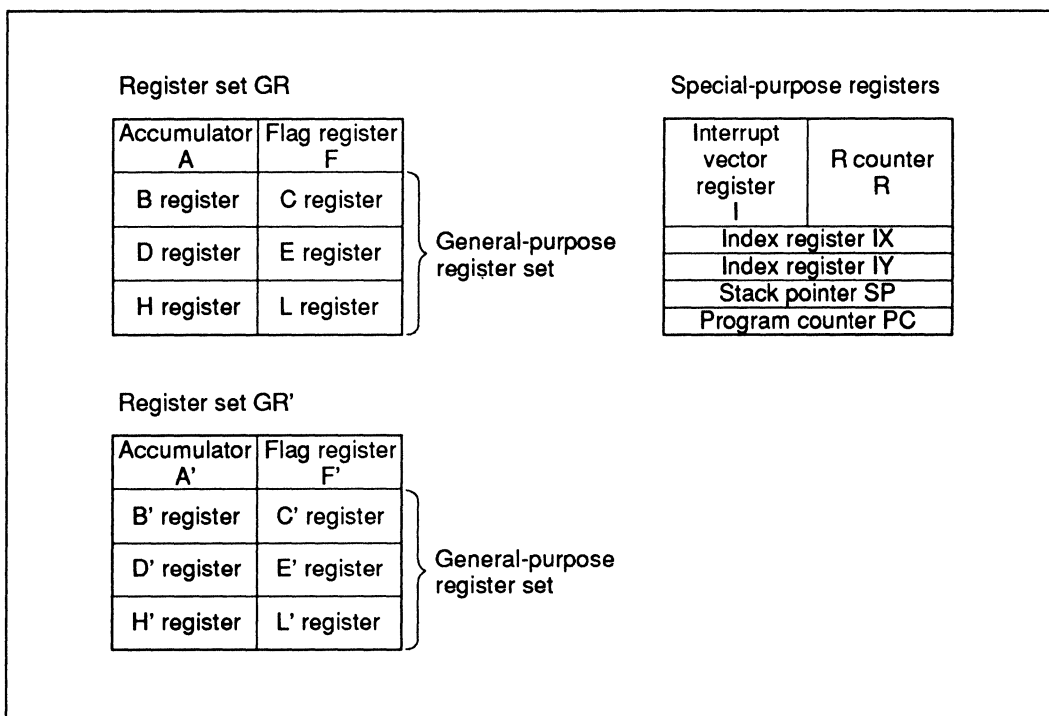 Register set GR
Accumulator
A
Flag register
F
B register
C register
D register
E register
H register
L register
General-purpose
register set
Special-purpose registers
Interrupt
vector
register
I
R counter
R
Index register IX
Index register IY
Stack pointer SP
Program counter PC
Register set GR'
Accumulator
A'
Flag register
F'
B' register
C' register
D' register
E' register
H' register
L' register
General-purpose
register set